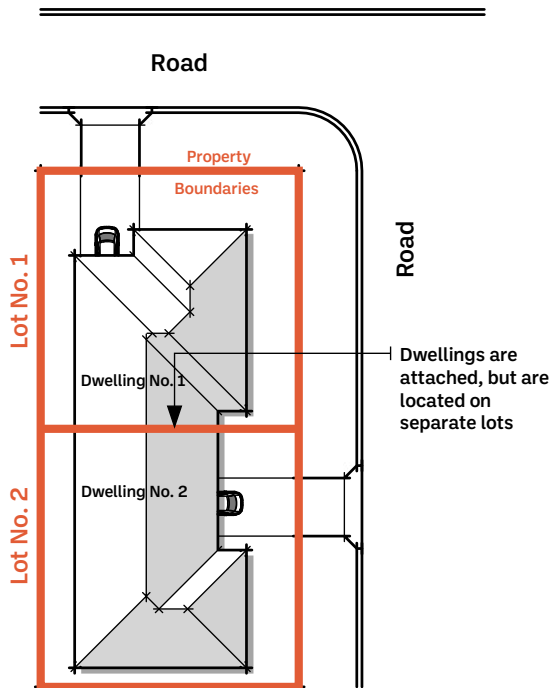 Road
Property
Boundaries
Road
Lot No. 1
Dwellings are
attached, but are
located on
separate lots
Dwelling No. 1
Dwelling No. 2
Lot No. 2